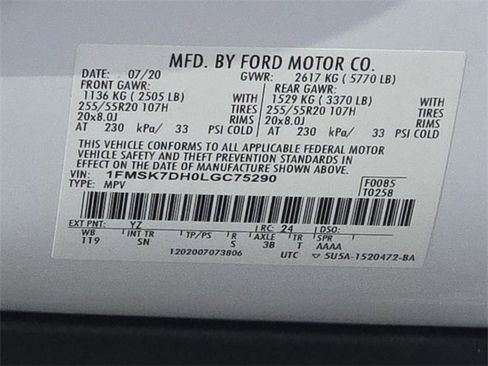 MFD. BY FORD MOTOR CO.
DATE: 07/20 GVWR: 2617 KG ( 5770 LB)
FRONT GAWR: REAR GAWR:
1136 KG ( 2505 LB) WITH 1529 KG ( 3370 LB) WITH
255/55R20 107H TIRES 255/55R20 107H TIRES
20x8.0J RIMS 20x8.0J RIMS
AT 230 kPa/ 33 PSI COLD AT 230 kPa/ 33 PSI COLD
THIS VEHICLE CONFORMS TO ALL APPLICABLE FEDERAL MOTOR
VEHICLE SAFETY AND THEFT PREVENTION STANDARDS IN EFFECT
ON THE DATE OF MANUFACTURE SHOWN ABOVE.
VIN: 1FMSK7DH0LGC75290 F0085
TYPE: MPV T0258
EXT PNT: YZ RC: 24 DSO:
WB INT TR TP/PS R AXLE TR SPR
119 SN S 3B T AAAA
1202007073806 UTC ▽ 5U5A-1520472-BA